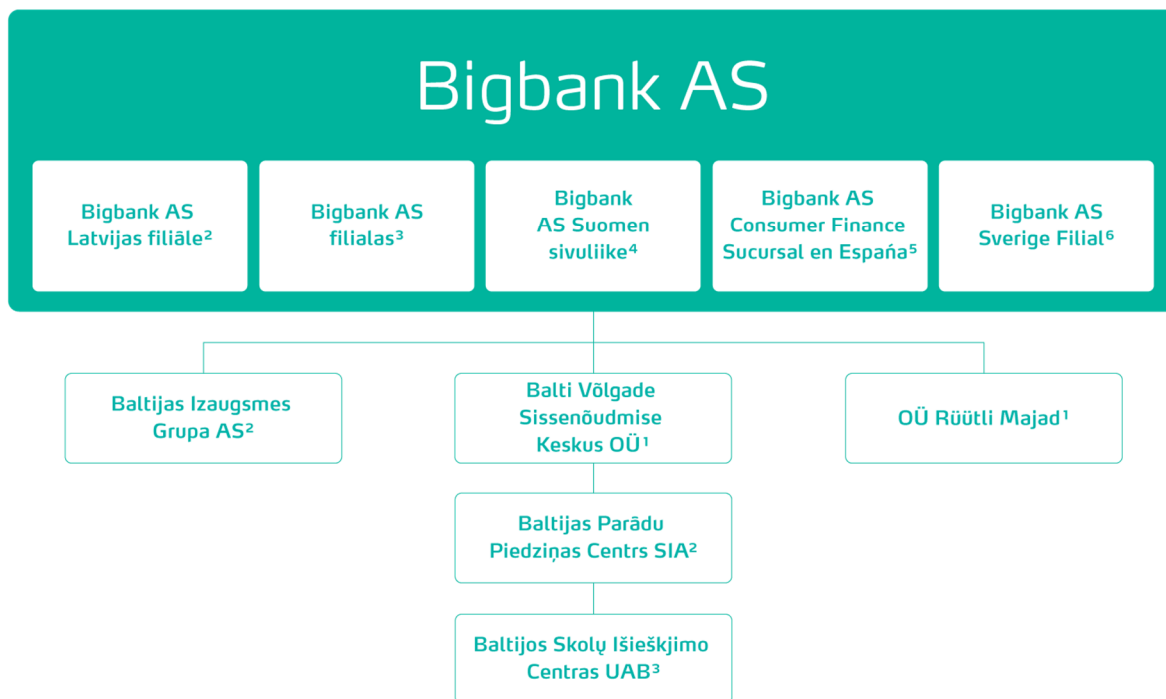 Bigbank AS
Bigbank AS
Latvijas filiāle²
Bigbank AS
filialas³
Bigbank
AS Suomen
sivuliike⁴
Bigbank AS
Consumer Finance
Sucursal en Espańa⁵
Bigbank AS
Sverige Filial⁶
Baltijas Izaugsmes
Grupa AS²
Balti Võlgade
Sissenõudmise
Keskus OÜ¹
OÜ Rüütli Majad¹
Baltijas Parādu
Piedziņas Centrs SIA²
Baltijos Skolų Išieškjimo
Centras UAB³